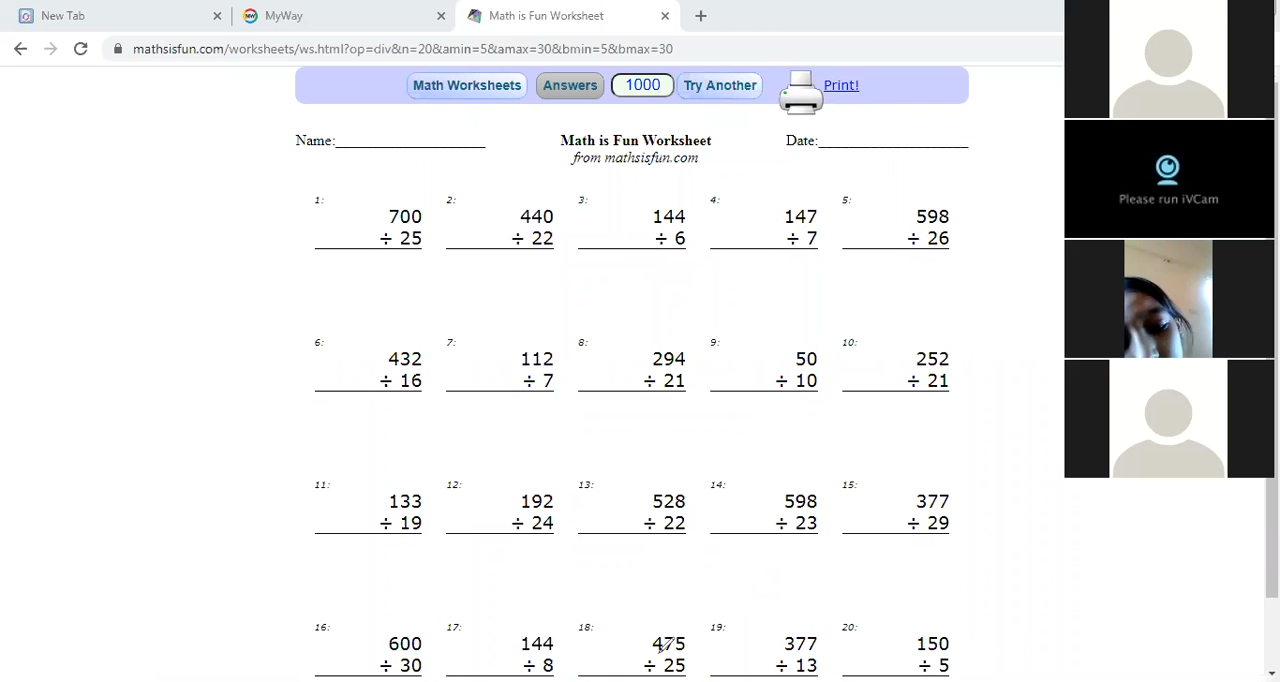 New Tab
MyWay
Math is Fun Worksheet
mathsisfun.com/worksheets/ws.html?op=div&n=20&amin=5&amax=30&bmin=5&bmax=30
Math Worksheets Answers 1000 Try Another Print!
Name: Math is Fun Worksheet Date:
from mathsisfun.com
Please run iVCam
1: 2: 3: 4: 5:
700 440 144 147 598
÷ 25 ÷ 22 ÷ 6 ÷ 7 ÷ 26
6: 7: 8: 9: 10:
432 112 294 50 252
÷ 16 ÷ 7 ÷ 21 ÷ 10 ÷ 21
11: 12: 13: 14: 15:
133 192 528 598 377
÷ 19 ÷ 24 ÷ 22 ÷ 23 ÷ 29
16: 17: 18: 19: 20:
600 144 475 377 150
÷ 30 ÷ 8 ÷ 25 ÷ 13 ÷ 5